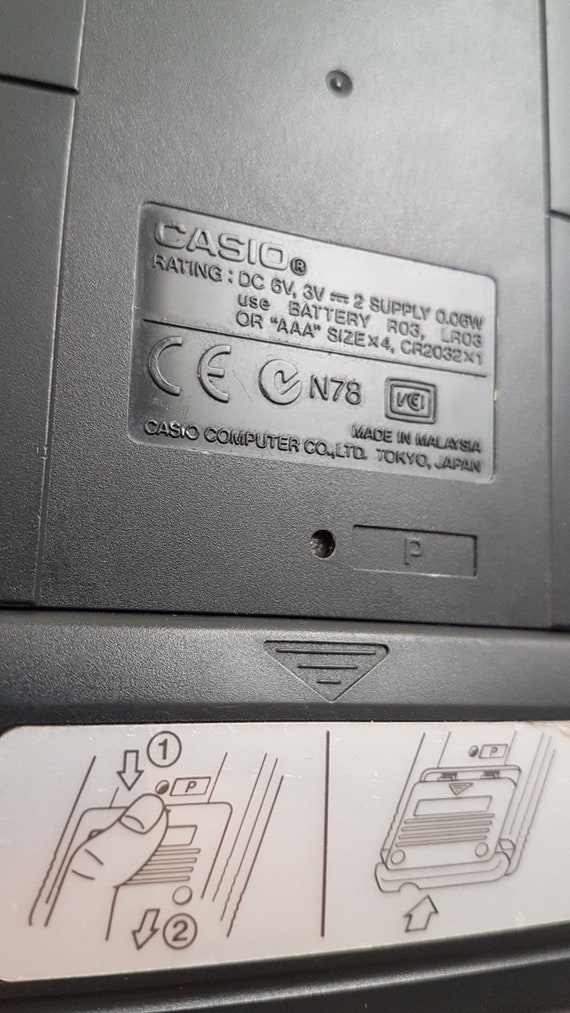 CASIO®
RATING : DC 6V, 3V ⎓ 2 SUPPLY 0.06W
use BATTERY R03, LR03
OR "AAA" SIZE×4, CR2032×1
CE N78 VCI
MADE IN MALAYSIA
CASIO COMPUTER CO.,LTD. TOKYO, JAPAN
P
1
P
P
2